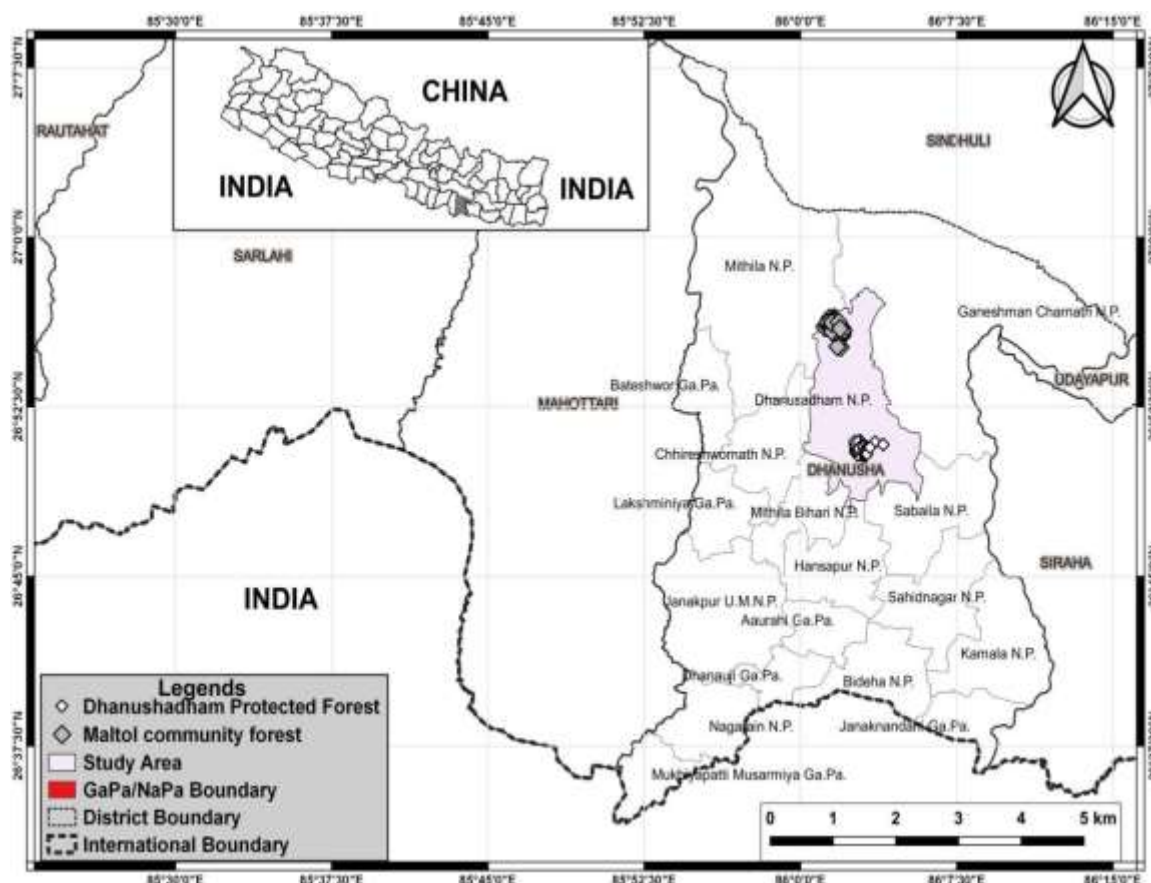 85°30'0"E 85°37'30"E 85°45'0"E 85°52'30"E 86°0'0"E 86°7'30"E 86°15'0"E
27°7'30"N
CHINA
RAUTAHAT
SINDHULI
INDIA
INDIA
27°0'0"N
SARLAHI
Mithila N.P.
Ganeshman Charnath N.P.
UDAYAPUR
Bateshwor Ga.Pa.
MAHOTTARI
Dhanusadham N.P.
26°52'30"N
Chhireshwornath N.P.
DHANUSHA
Lakshminiya Ga.Pa.
Mithila Bihari N.P.
Sabaila N.P.
Hansapur N.P.
SIRAHA
26°45'0"N
INDIA
Janakpur U.M.N.P.
Sahidnagar N.P.
Aaurahi Ga.Pa.
Kamala N.P.
Dhanauji Ga.Pa.
Bideha N.P.
Nagarain N.P.
Janaknandani Ga.Pa.
26°37'30"N
Mukhiyapatti Musarmiya Ga.Pa.
Legends
Dhanushadham Protected Forest
Maltol community forest
Study Area
GaPa/NaPa Boundary
District Boundary
International Boundary
0 1 2 3 4 5 km
85°30'0"E 85°37'30"E 85°45'0"E 85°52'30"E 86°0'0"E 86°7'30"E 86°15'0"E